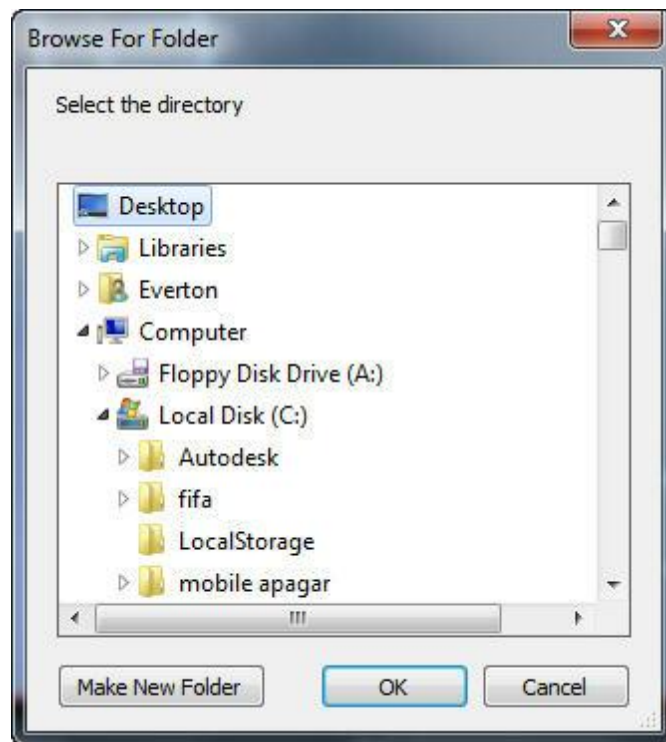 Browse For Folder
Select the directory
Desktop
Libraries
Everton
Computer
Floppy Disk Drive (A:)
Local Disk (C:)
Autodesk
fifa
LocalStorage
mobile apagar
Make New Folder
OK
Cancel